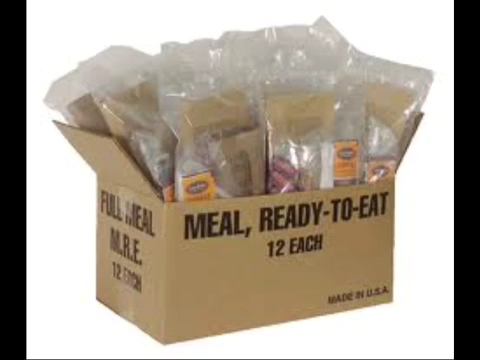 FULL MEAL
M.R.E.
12 EACH
MEAL, READY-TO-EAT
12 EACH
MADE IN U.S.A.